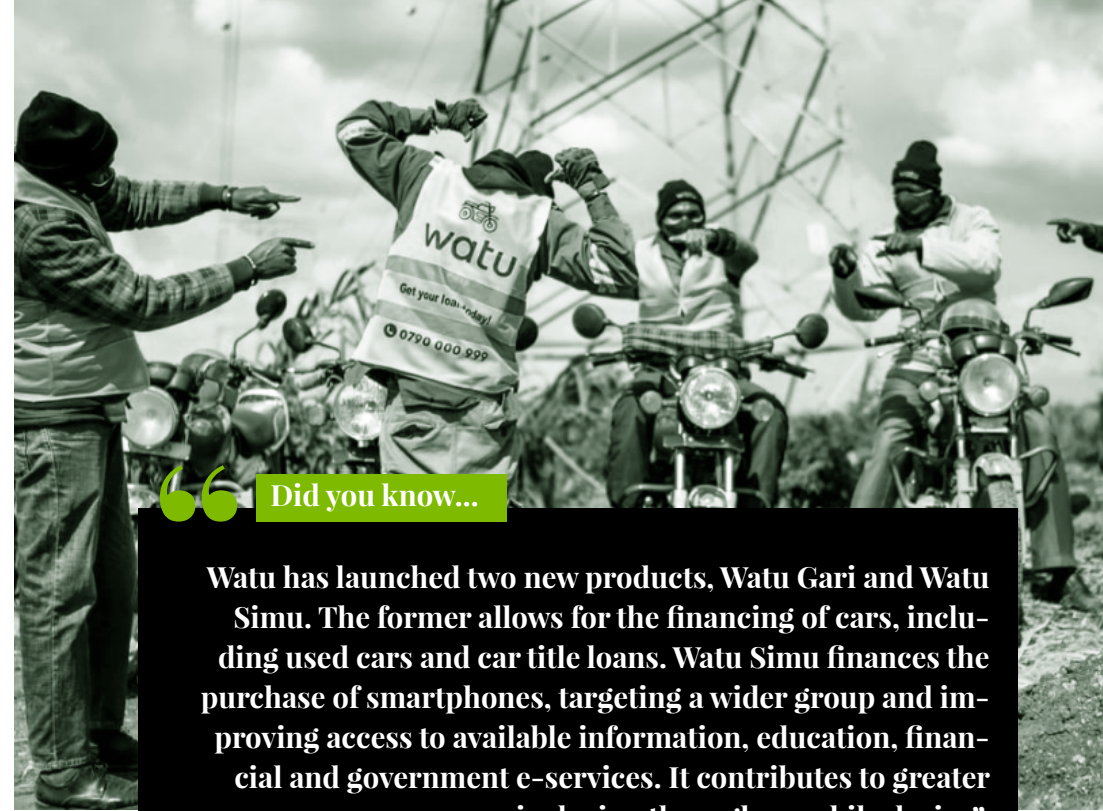 watu
Get your loan today!
0790 000 999
“
Did you know...
Watu has launched two new products, Watu Gari and Watu
Simu. The former allows for the financing of cars, inclu-
ding used cars and car title loans. Watu Simu finances the
purchase of smartphones, targeting a wider group and im-
proving access to available information, education, finan-
cial and government e-services. It contributes to greater